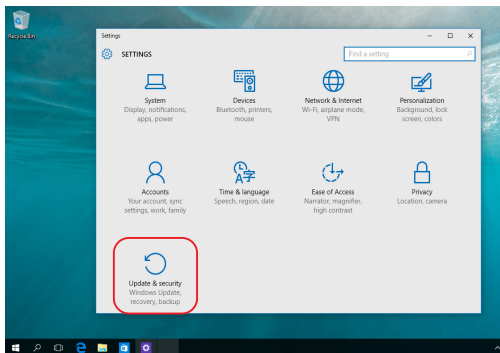 Recycle Bin
Settings
SETTINGS
Find a setting
System
Display, notifications,
apps, power
Devices
Bluetooth, printers,
mouse
Network & Internet
Wi-Fi, airplane mode,
VPN
Personalization
Background, lock
screen, colors
Accounts
Your account, sync
settings, work, family
Time & language
Speech, region, date
Ease of Access
Narrator, magnifier,
high contrast
Privacy
Location, camera
Update & security
Windows Update,
recovery, backup